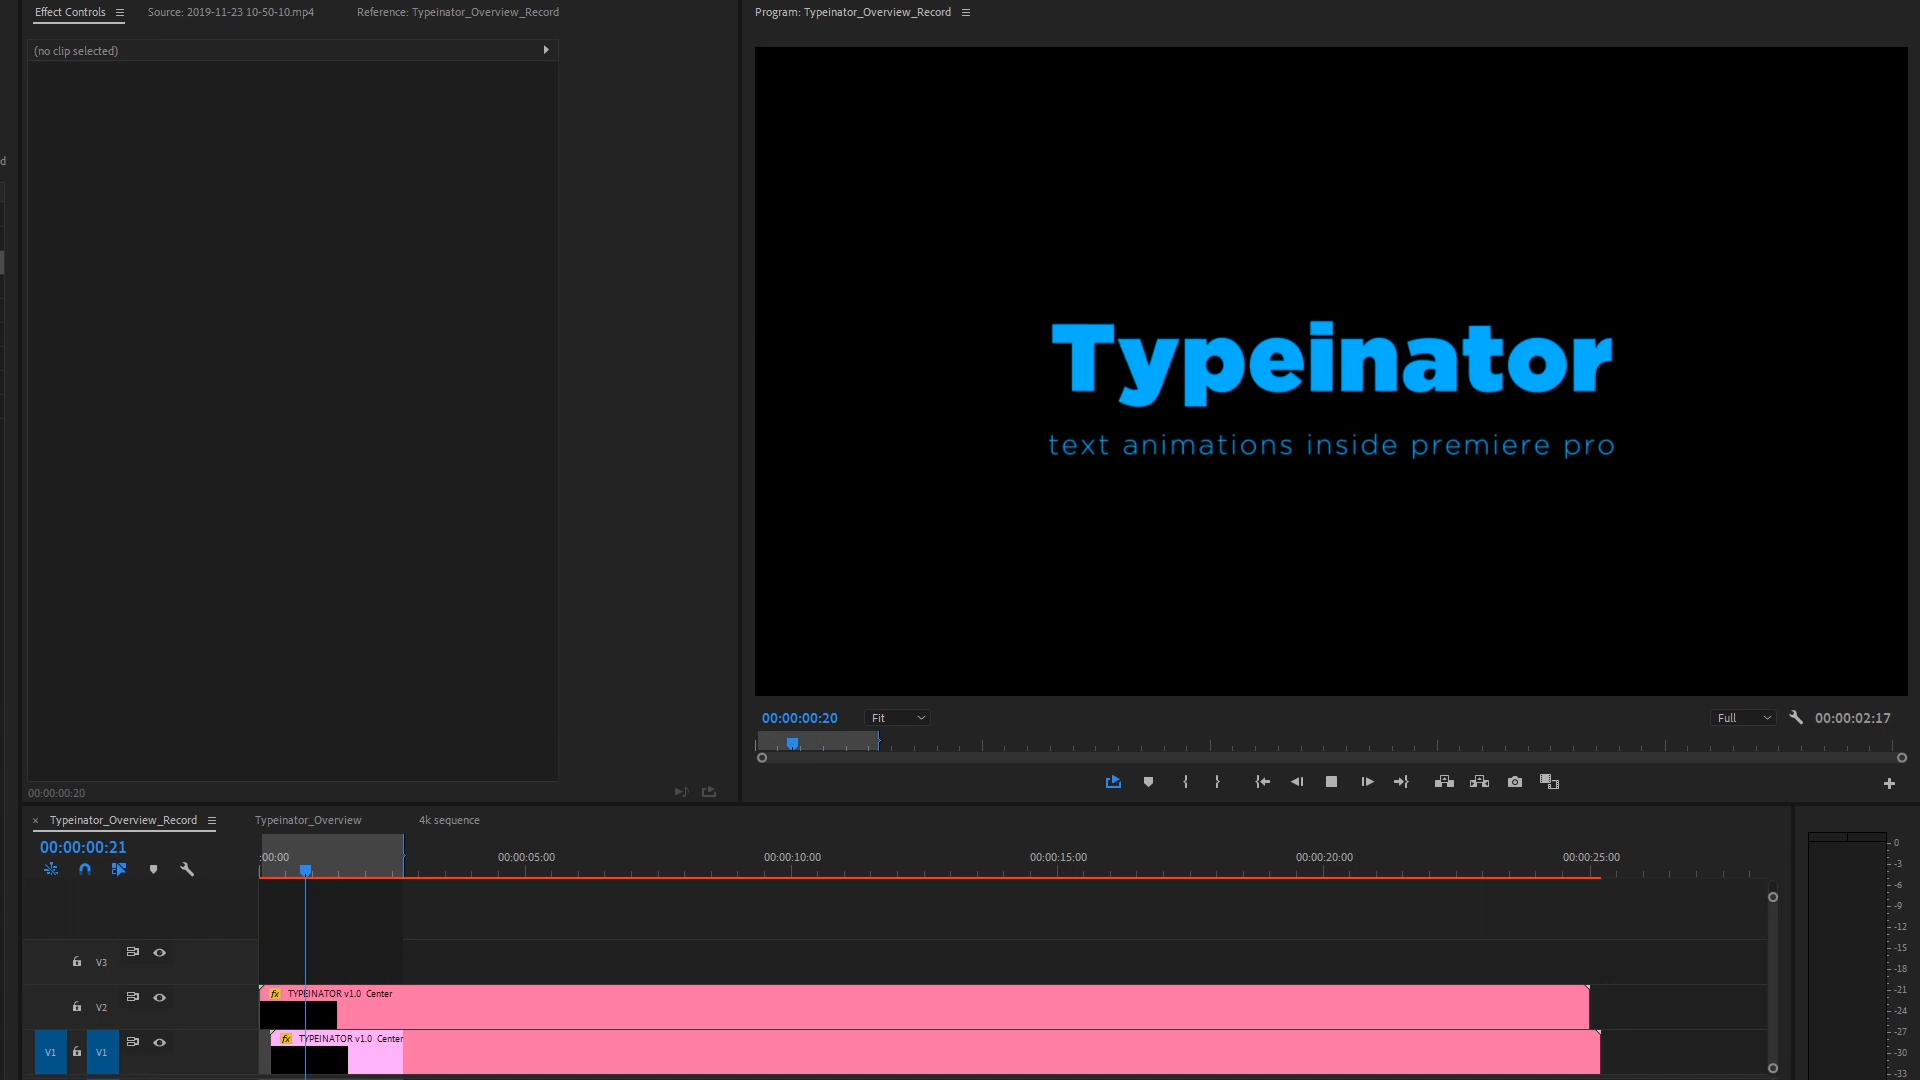 Effect Controls
Source: 2019-11-23 10-50-10.mp4
Reference: Typeinator_Overview_Record
Program: Typeinator_Overview_Record
(no clip selected)
d
Typeinator
text animations inside premiere pro
00:00:00:20
Fit
Full
00:00:02:17
00:00:00:20
× Typeinator_Overview_Record
Typeinator_Overview
4k sequence
00:00:00:21
:00:00
00:00:05:00
00:00:10:00
00:00:15:00
00:00:20:00
00:00:25:00
V3
V2
fx TYPEINATOR v1.0 Center
V1
V1
fx TYPEINATOR v1.0 Center
0
-3
-6
-9
-12
-15
-18
-21
-24
-27
-30
-33